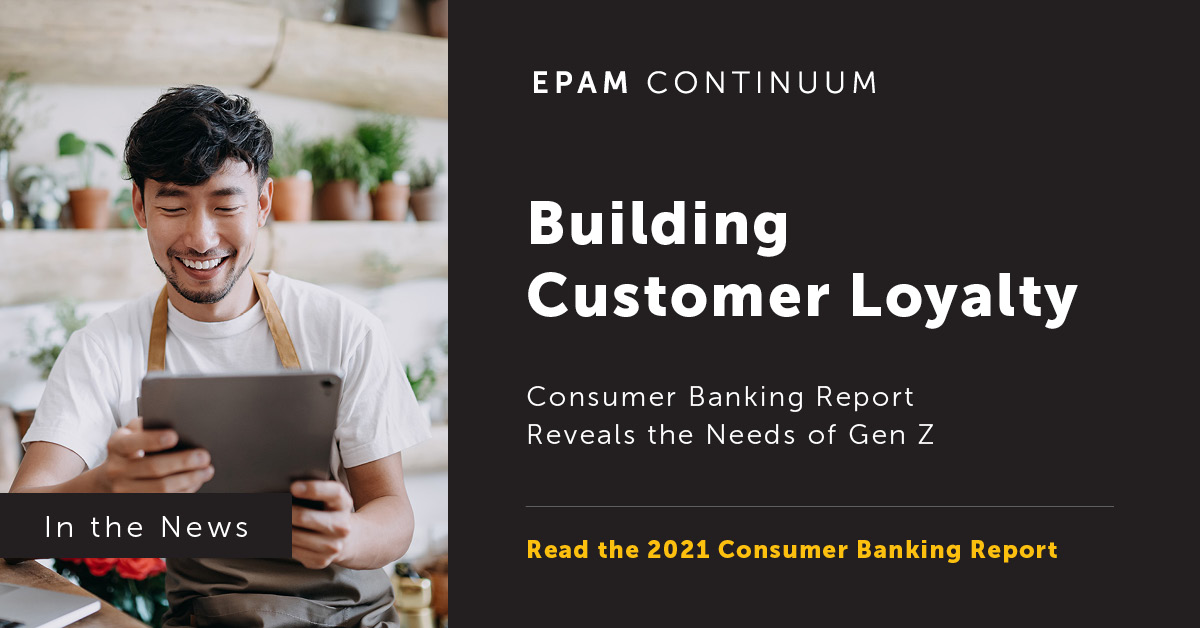 EPAM CONTINUUM
Building
Customer Loyalty
Consumer Banking Report
Reveals the Needs of Gen Z
In the News
Read the 2021 Consumer Banking Report